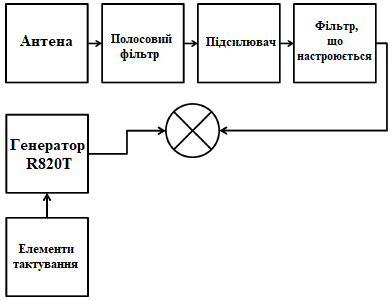 Антена
Полосовий
фільтр
Підсилювач
Фільтр,
що
настроюється
Генератор
R820T
Елементи
тактування